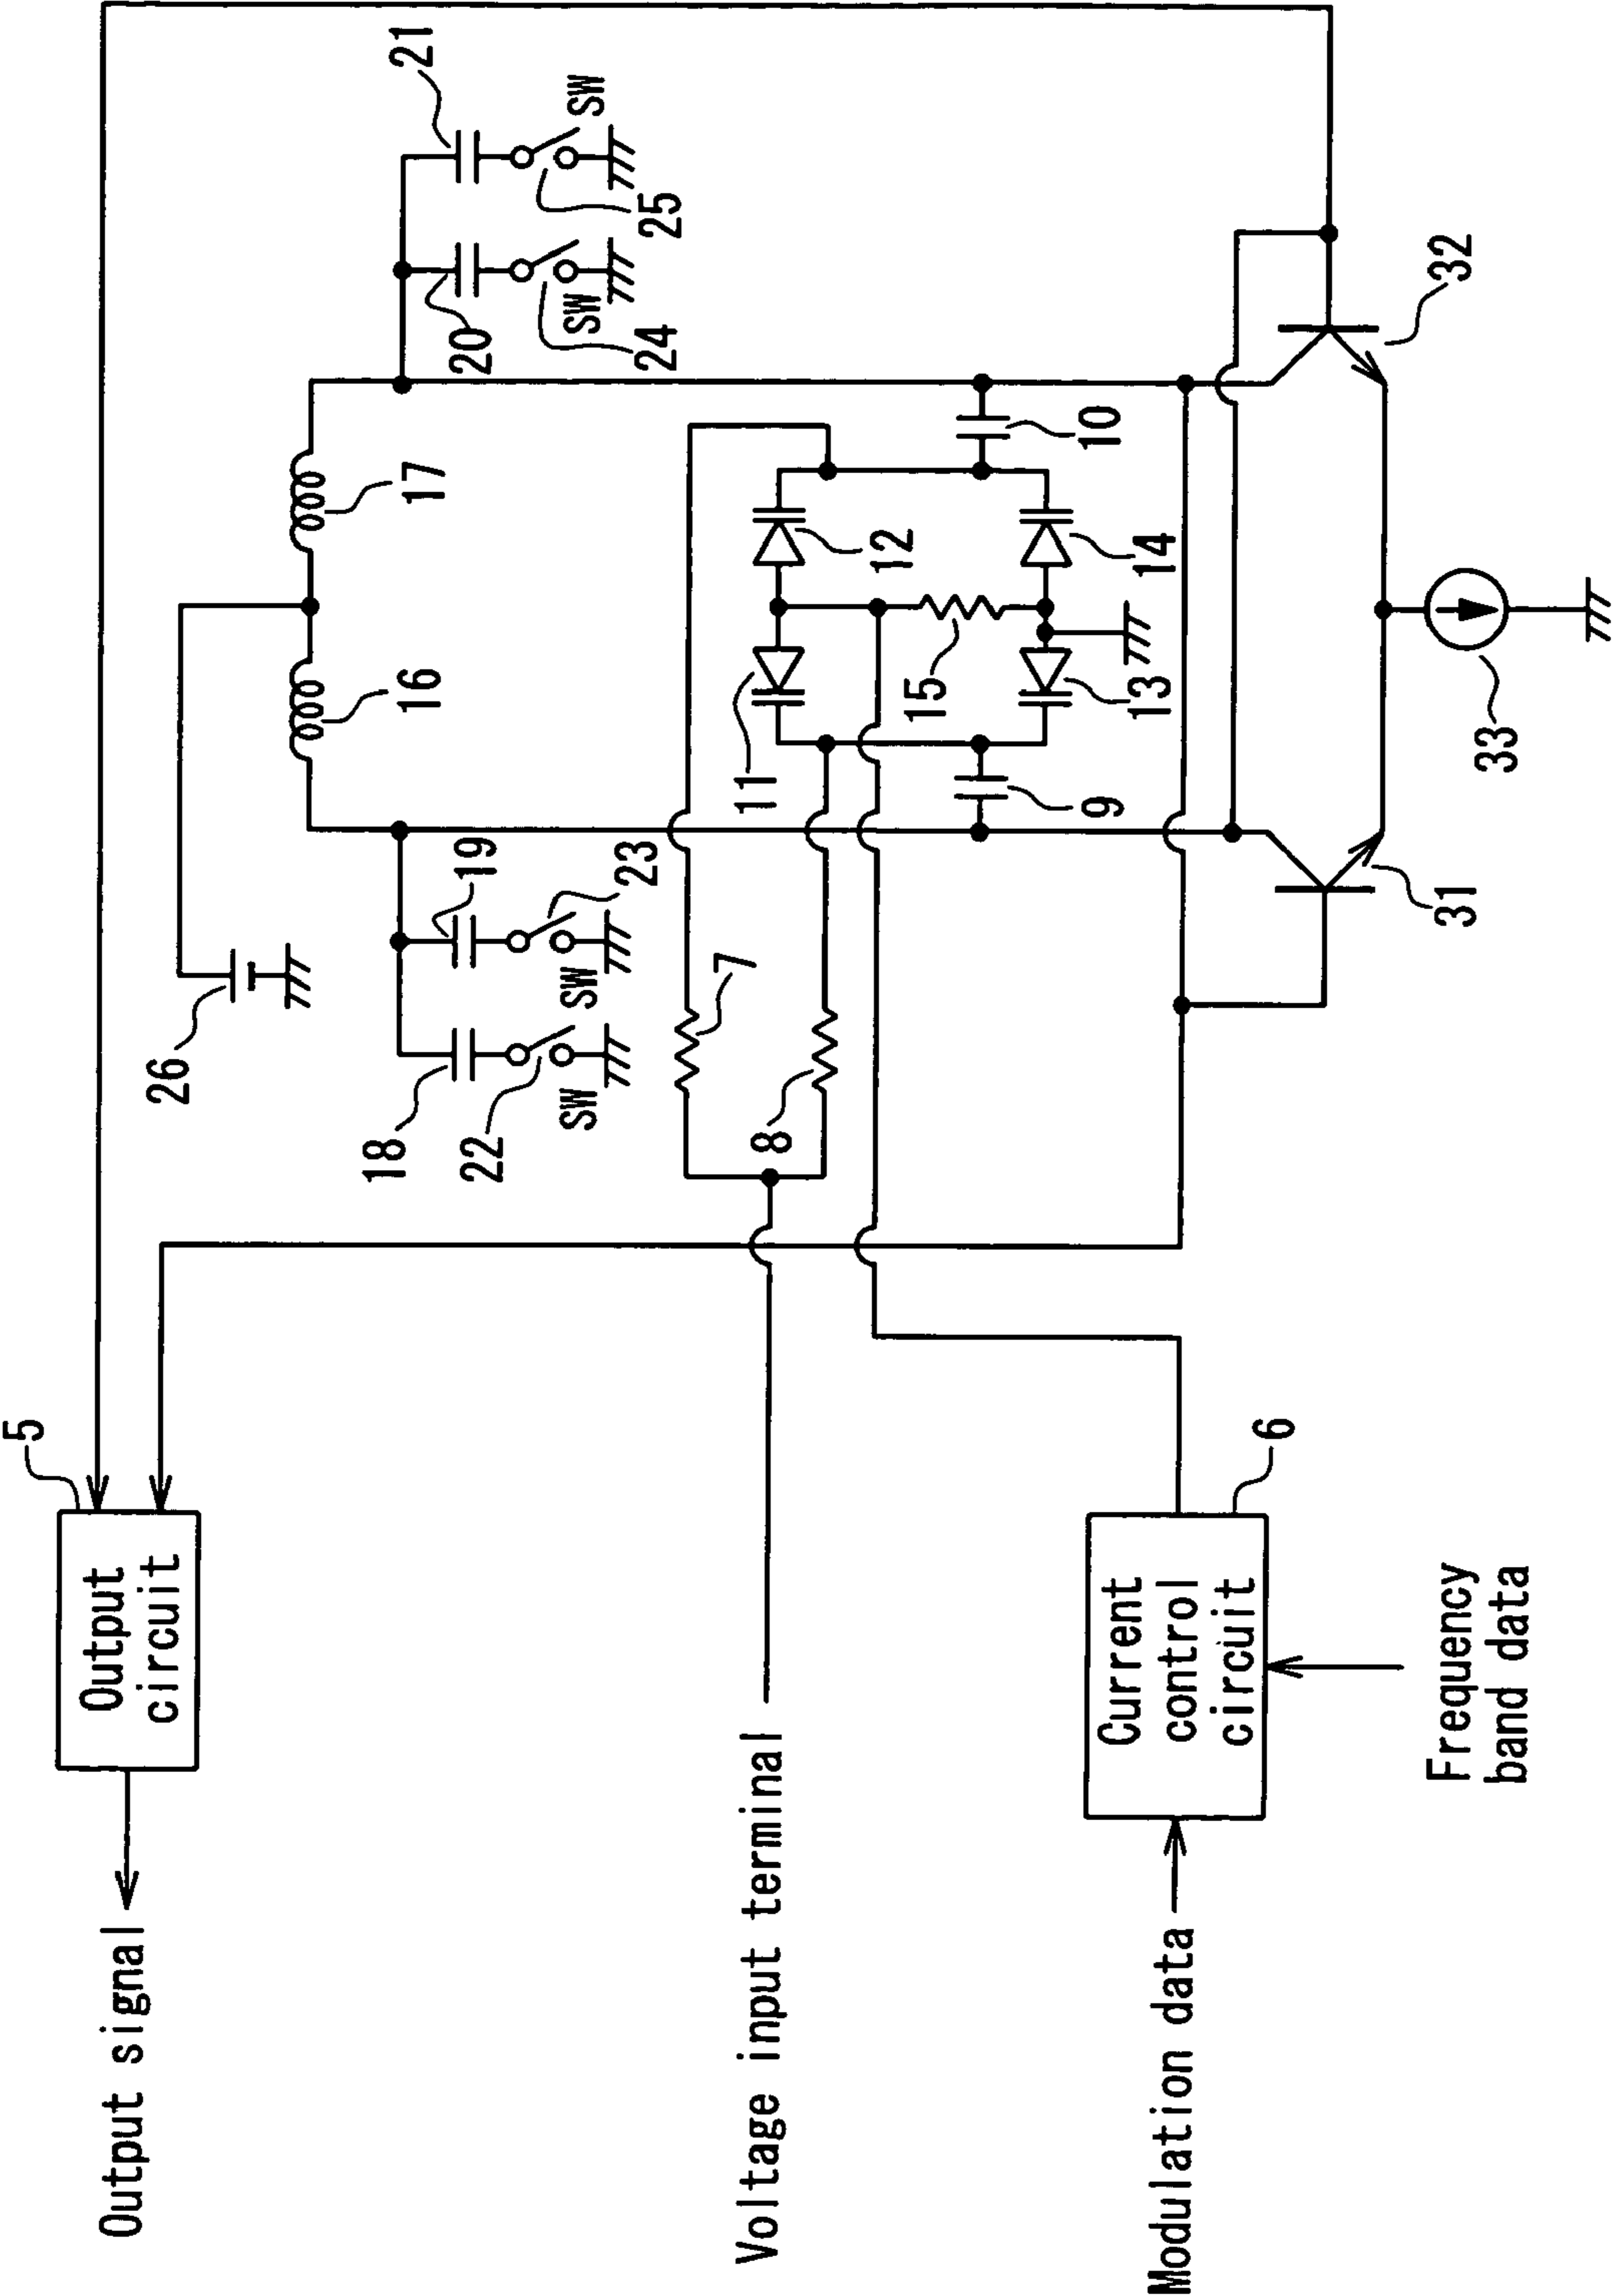 5
Output signal
Output
circuit
26
18
16
17
21
22
19
20
SW
SW
SW
SW
23
24
25
7
Voltage input terminal
8
11
12
15
10
9
13
14
Current
control
circuit
Modulation data
6
31
32
33
Frequency
band data